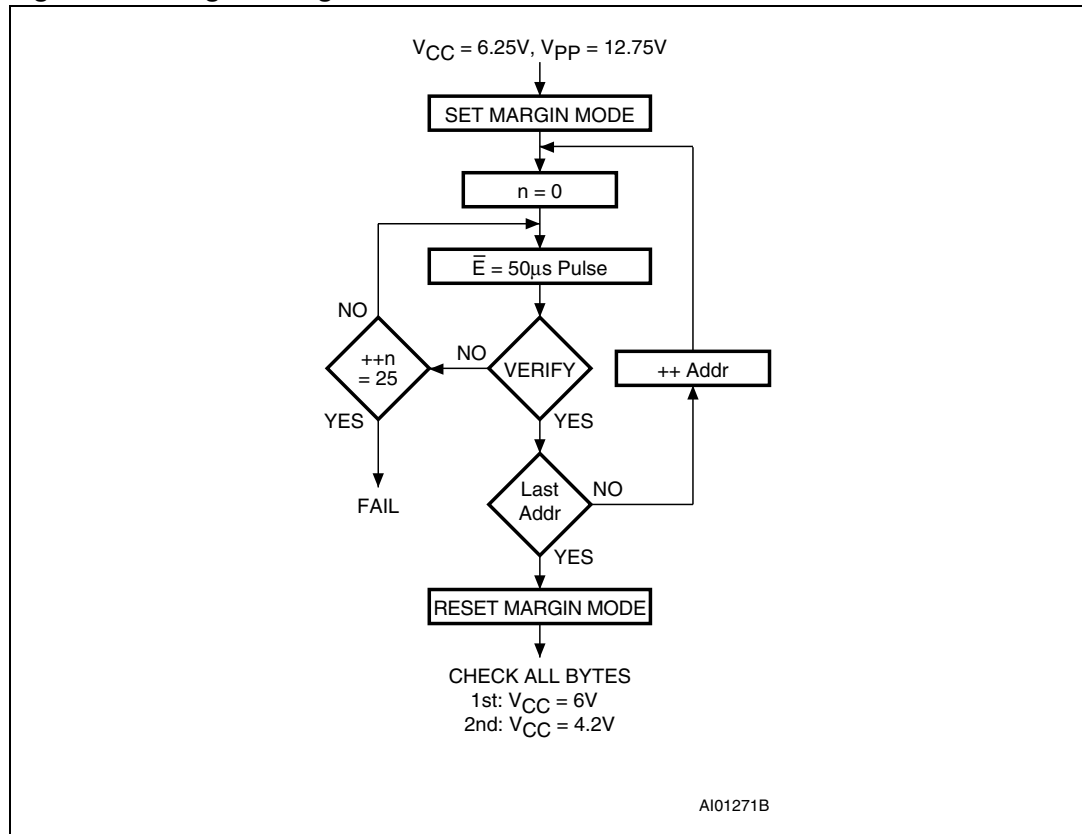 VCC = 6.25V, VPP = 12.75V
SET MARGIN MODE
n = 0
E̅ = 50μs Pulse
NO
++n
= 25
NO
VERIFY
++ Addr
YES
YES
FAIL
Last
Addr
NO
YES
RESET MARGIN MODE
CHECK ALL BYTES
1st: VCC = 6V
2nd: VCC = 4.2V
AI01271B